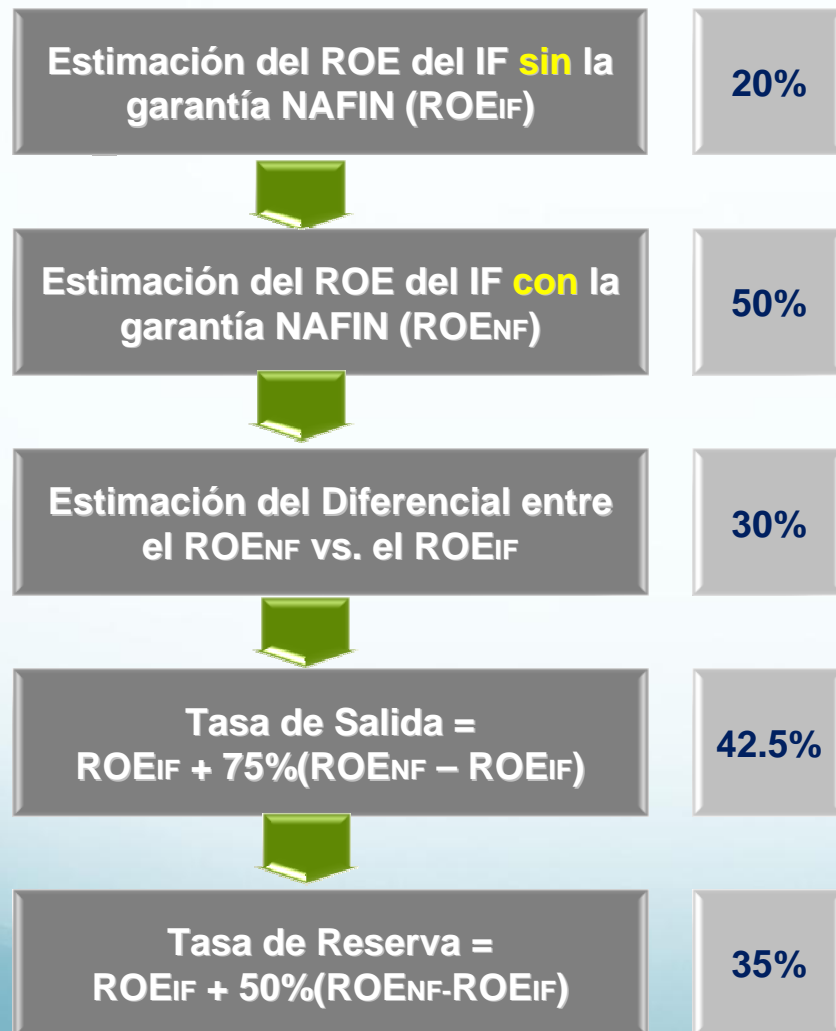 Estimación del ROE del IF sin la
garantía NAFIN (ROEIF)
20%
Estimación del ROE del IF con la
garantía NAFIN (ROENF)
50%
Estimación del Diferencial entre
el ROENF vs. el ROEIF
30%
Tasa de Salida =
ROEIF + 75%(ROENF – ROEIF)
42.5%
Tasa de Reserva =
ROEIF + 50%(ROENF-ROEIF)
35%